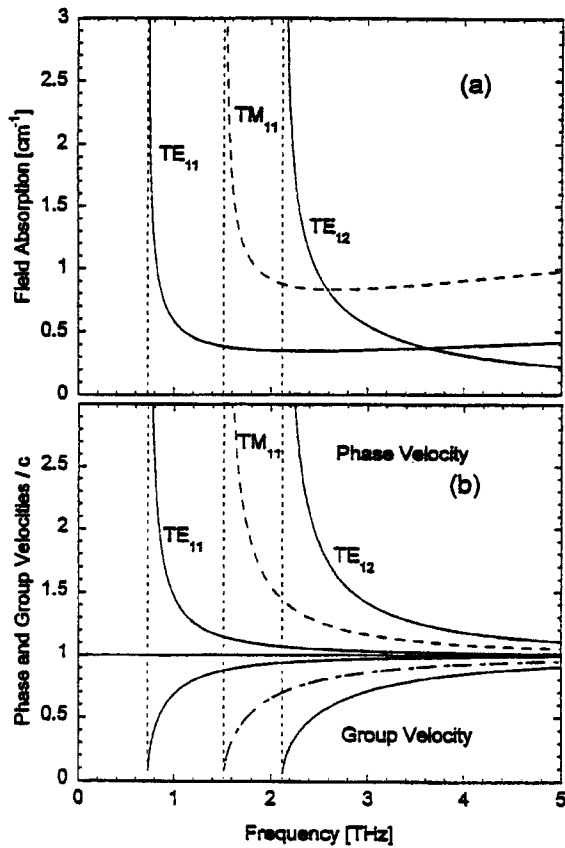 3
2.5
2
1.5
1
0.5
0
Field Absorption [cm⁻¹]
(a)
TE₁₁
TM₁₁
TE₁₂
2.5
2
1.5
1
0.5
0
Phase and Group Velocities / c
TM₁₁
Phase Velocity
(b)
TE₁₁
TE₁₂
Group Velocity
0 1 2 3 4 5
Frequency [THz]